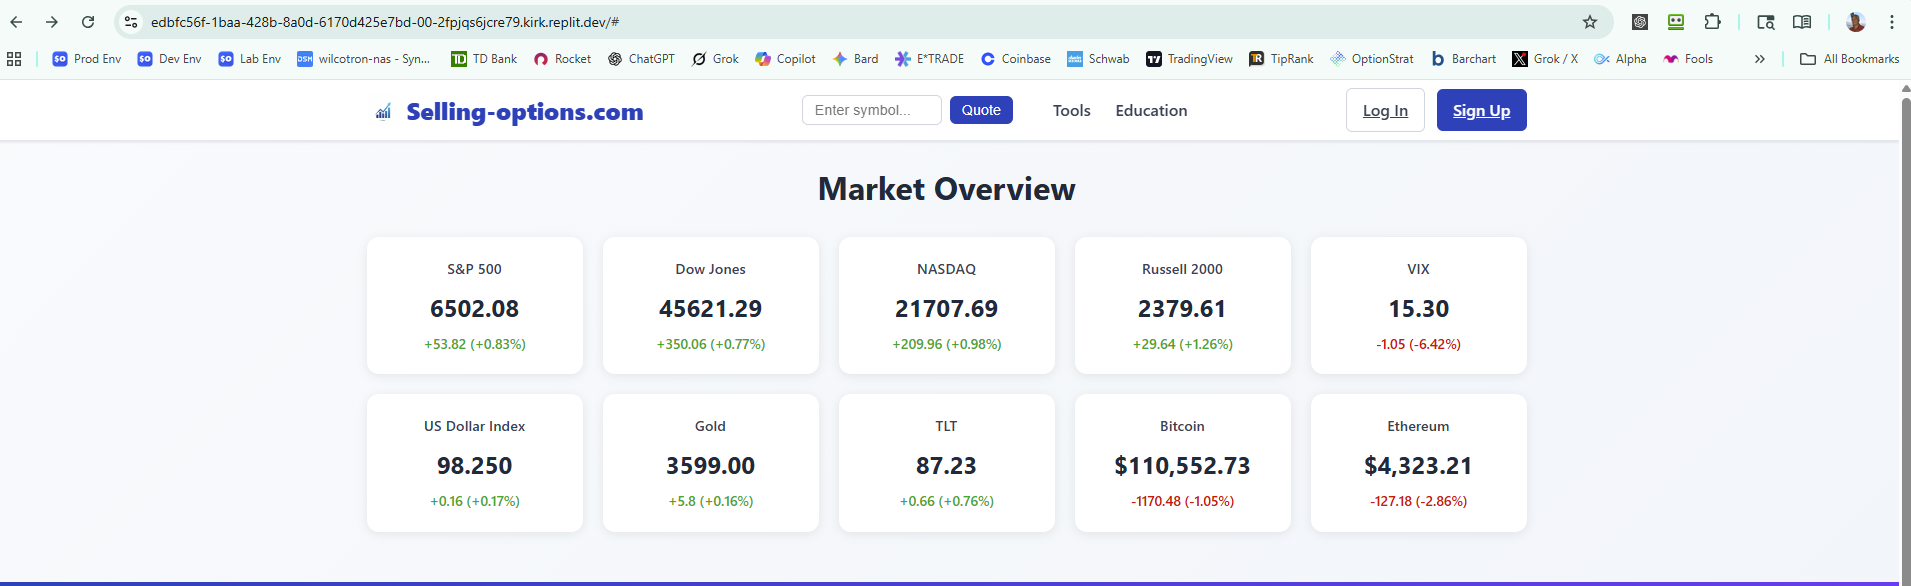 edbfc56f-1baa-428b-8a0d-6170d425e7bd-00-2fpjqs6jcre79.kirk.replit.dev/#
Prod Env Dev Env Lab Env wilcotron-nas - Syn... TD Bank Rocket ChatGPT Grok Copilot Bard E*TRADE Coinbase Schwab TradingView TipRank OptionStrat Barchart Grok / X Alpha Fools » All Bookmarks
Selling-options.com Enter symbol... Quote Tools Education Log In Sign Up
Market Overview
S&P 500 Dow Jones NASDAQ Russell 2000 VIX
6502.08 45621.29 21707.69 2379.61 15.30
+53.82 (+0.83%) +350.06 (+0.77%) +209.96 (+0.98%) +29.64 (+1.26%) -1.05 (-6.42%)
US Dollar Index Gold TLT Bitcoin Ethereum
98.250 3599.00 87.23 $110,552.73 $4,323.21
+0.16 (+0.17%) +5.8 (+0.16%) +0.66 (+0.76%) -1170.48 (-1.05%) -127.18 (-2.86%)